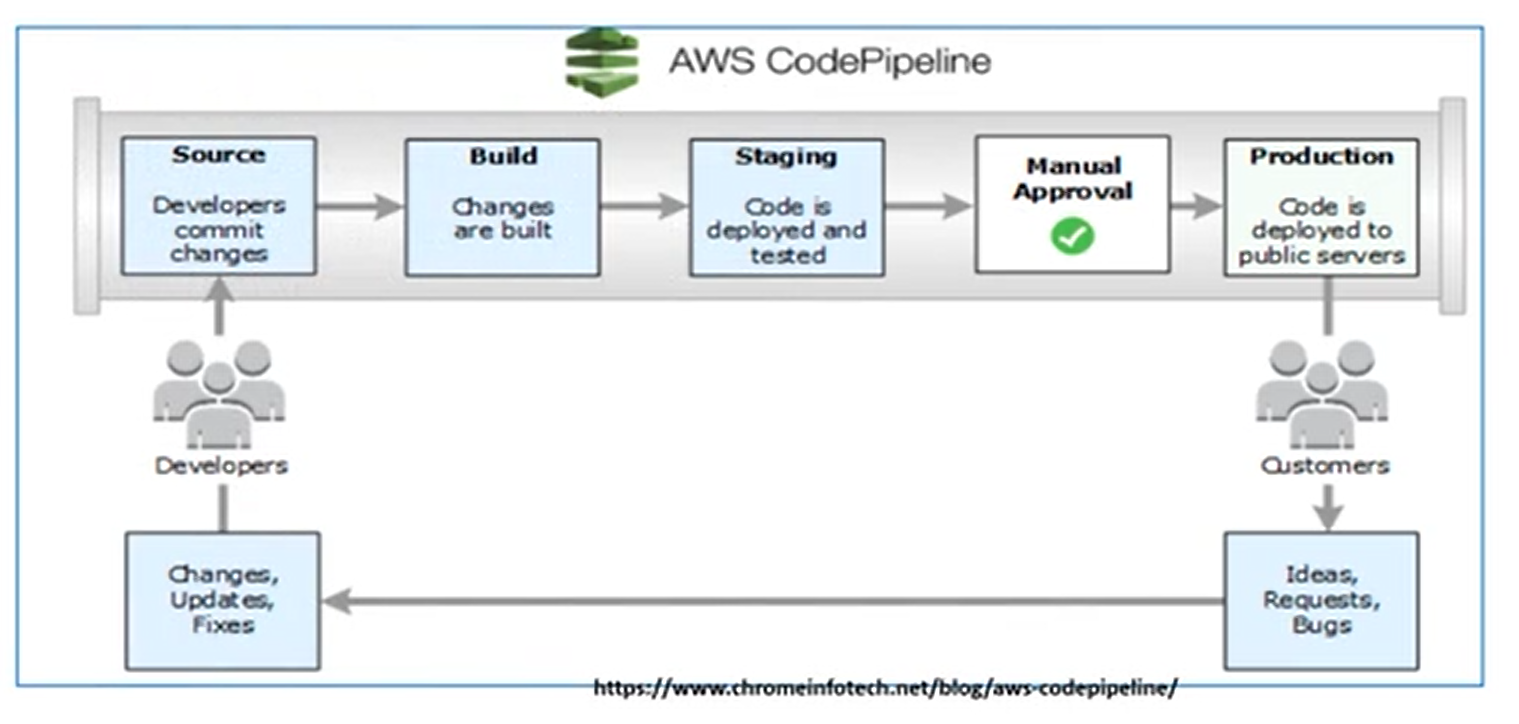 AWS CodePipeline
Source
Developers
commit
changes
Build
Changes
are built
Staging
Code is
deployed and
tested
Manual
Approval
Production
Code is
deployed to
public servers
Developers
Customers
Changes,
Updates,
Fixes
Ideas,
Requests,
Bugs
https://www.chromeinfotech.net/blog/aws-codepipeline/